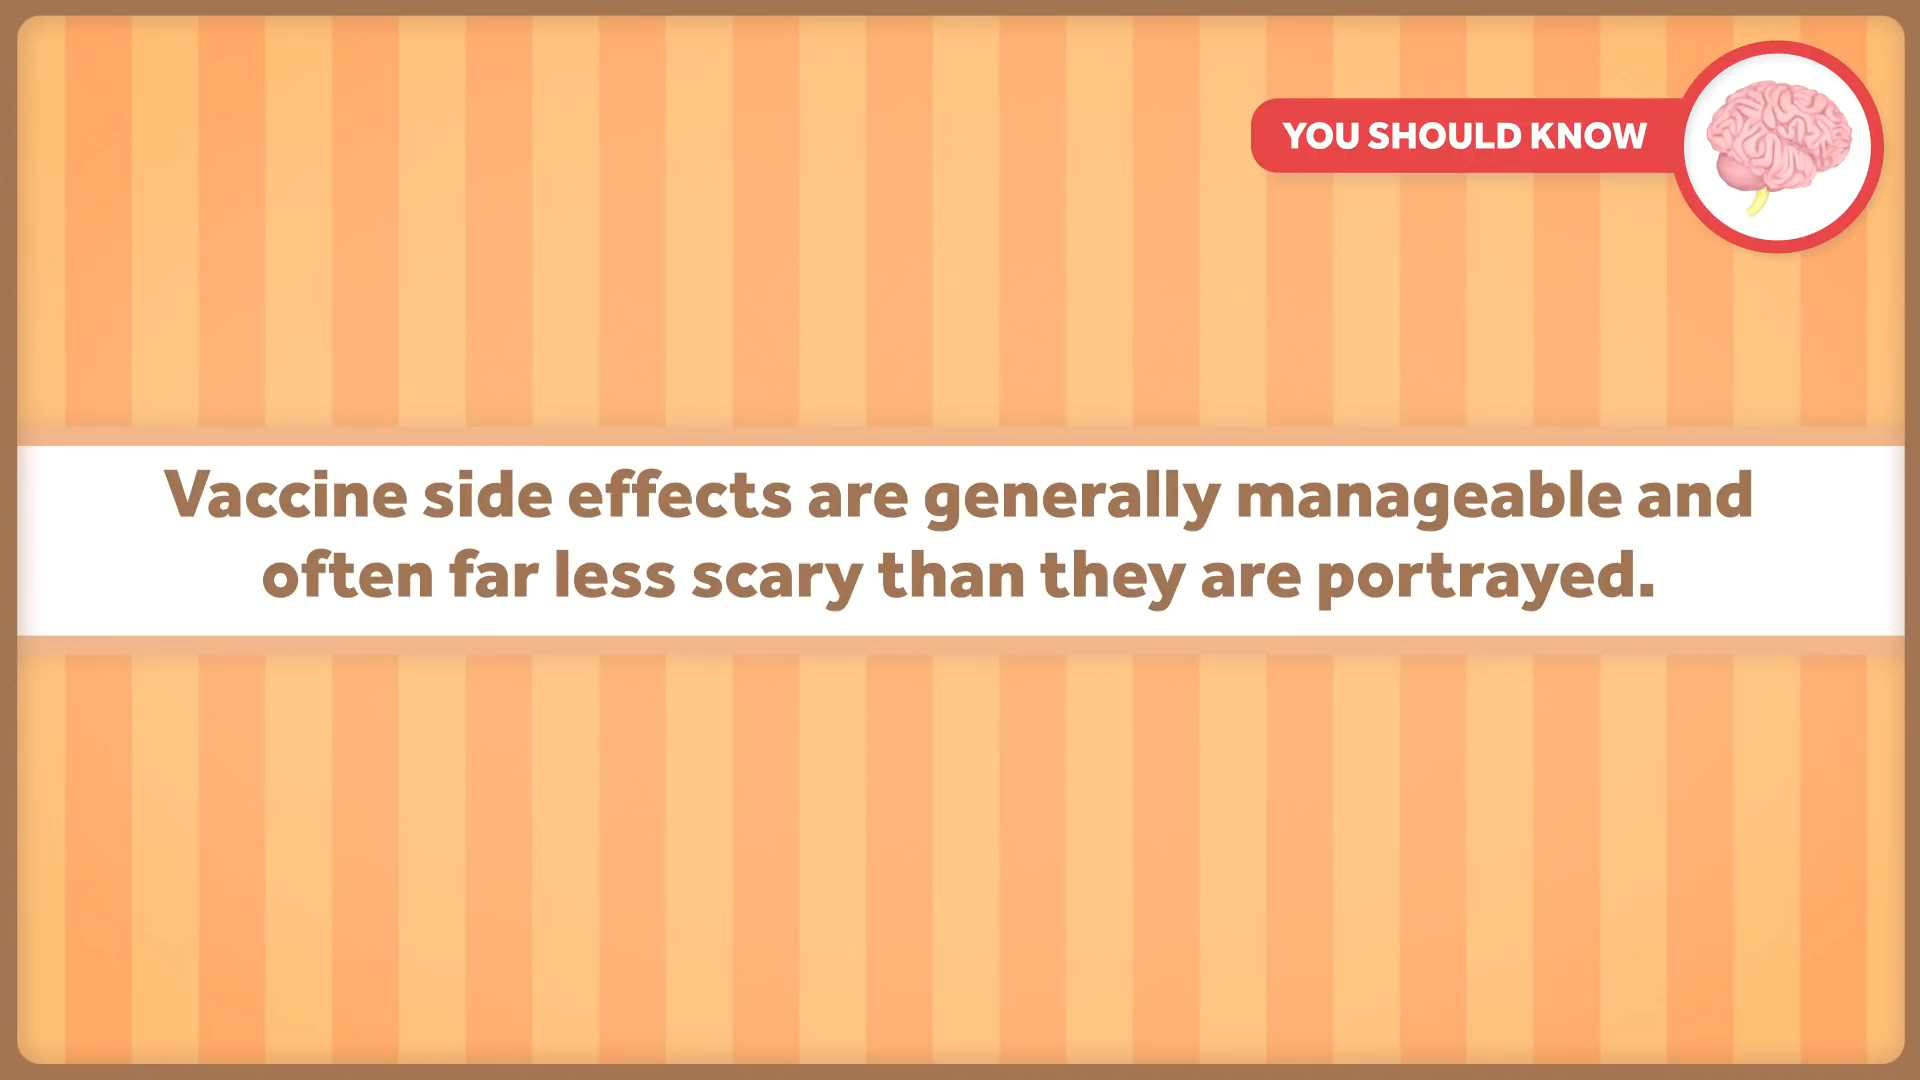 YOU SHOULD KNOW
Vaccine side effects are generally manageable and
often far less scary than they are portrayed.